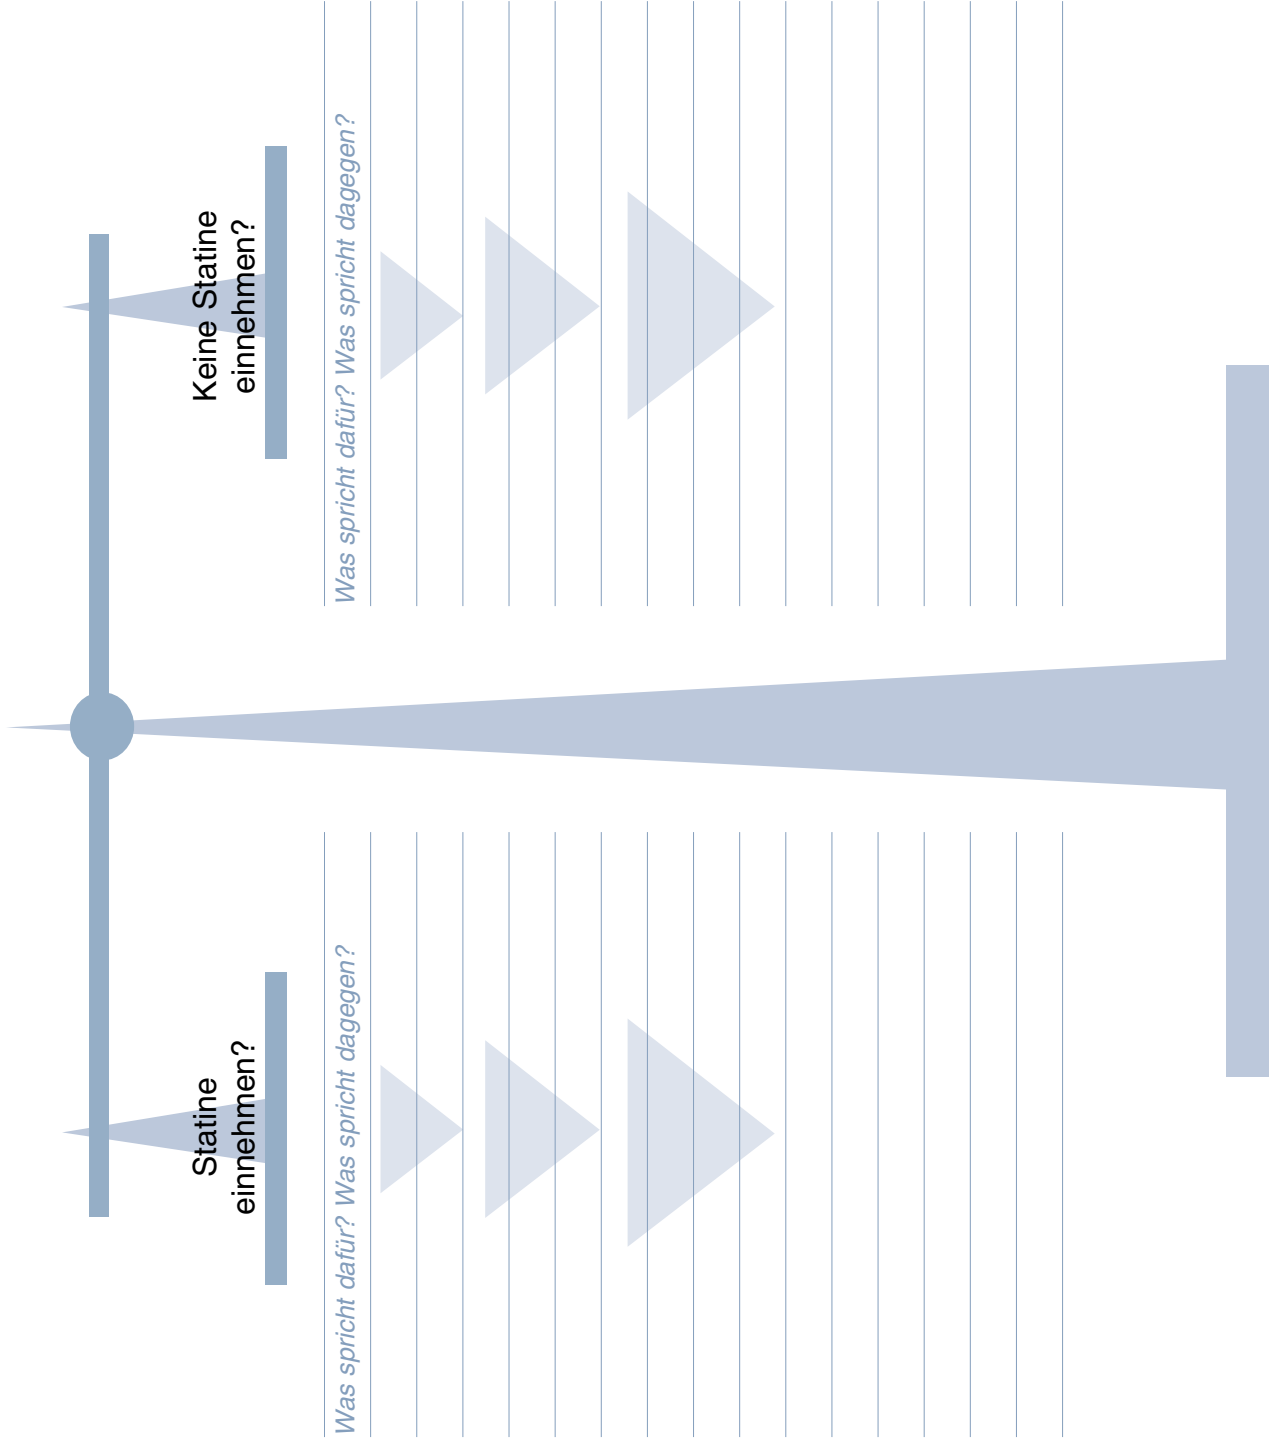 Statine
einnehmen?
Was spricht dafür? Was spricht dagegen?
Keine Statine
einnehmen?
Was spricht dafür? Was spricht dagegen?